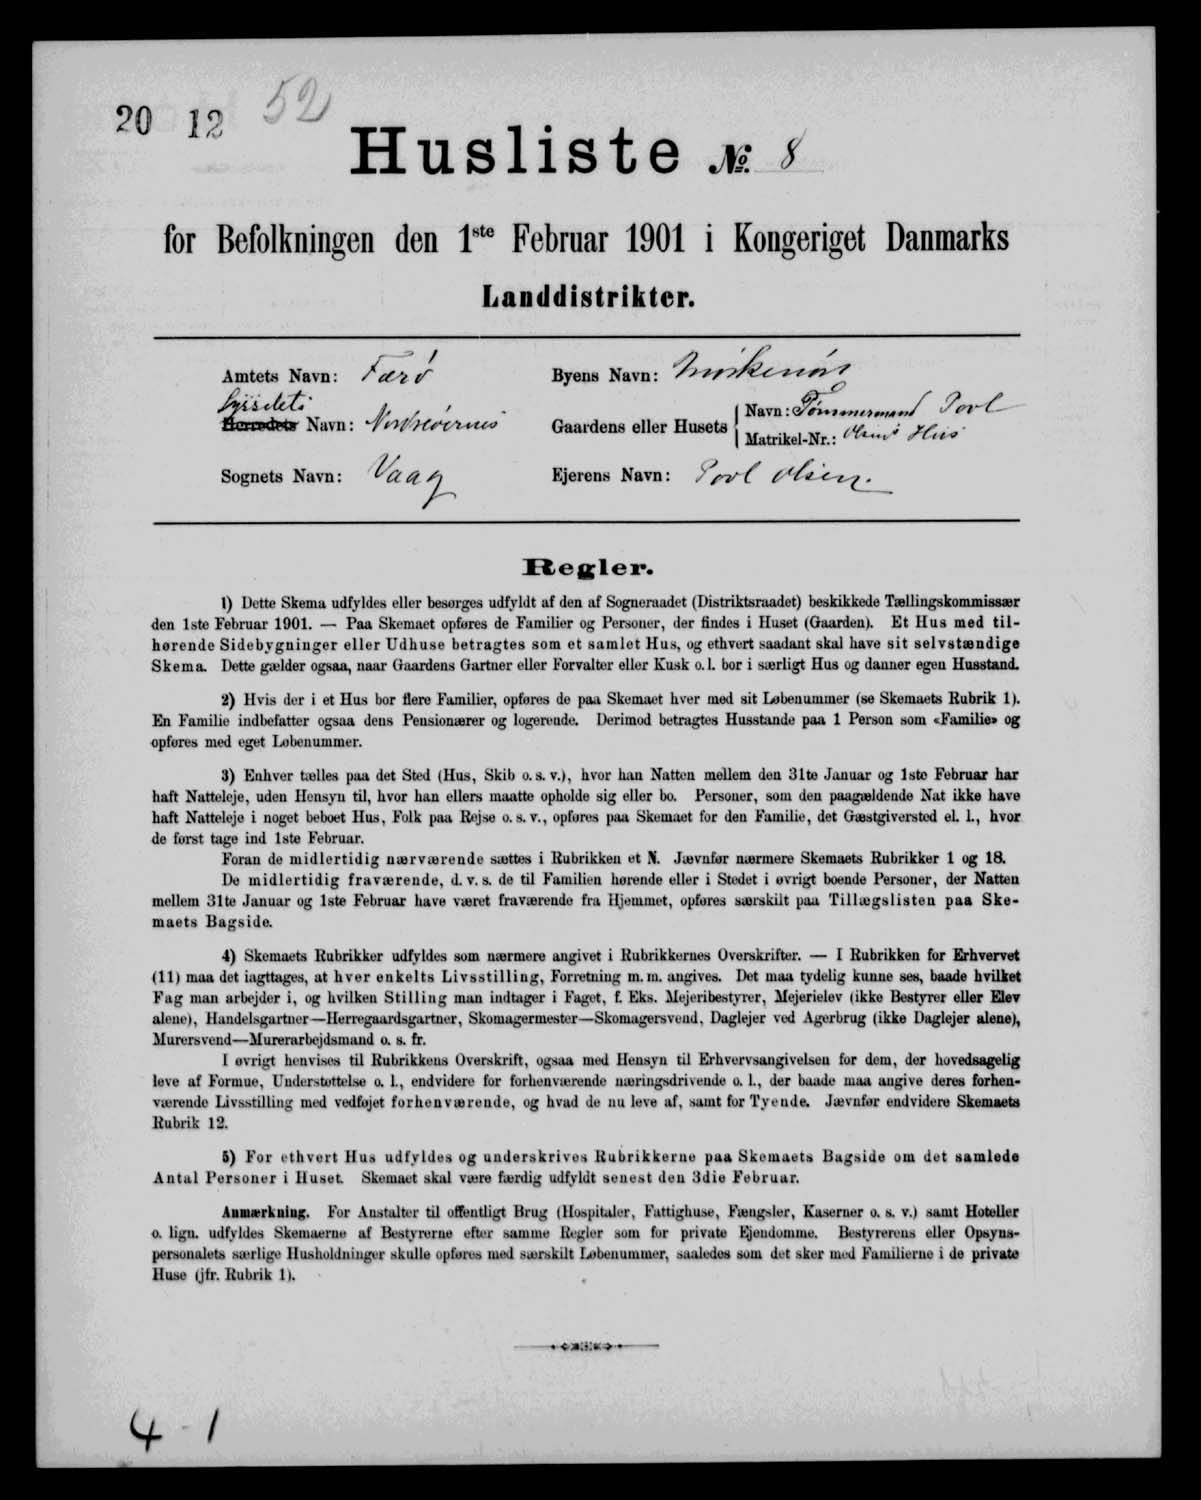 20 12 52
Husliste № 8
for Befolkningen den 1ste Februar 1901 i Kongeriget Danmarks
Landdistrikter.
Amtets Navn: Færö
Byens Navn:
Sysselets
Herredets Navn: Norderöernes
Gaardens eller Husets
Navn: Tömmermand Povl
Matrikel-Nr.: Olsens Hus
Sognets Navn: Vaag
Ejerens Navn: Povl Olsen.
Regler.
1) Dette Skema udfyldes eller besørges udfyldt af den af Sogneraadet (Distriktsraadet) beskikkede Tællingskommissær
den 1ste Februar 1901. — Paa Skemaet opføres de Familier og Personer, der findes i Huset (Gaarden). Et Hus med til-
hørende Sidebygninger eller Udhuse betragtes som et samlet Hus, og ethvert saadant skal have sit selvstændige
Skema. Dette gælder ogsaa, naar Gaardens Gartner eller Forvalter eller Kusk o. l. bor i særligt Hus og danner egen Husstand.
2) Hvis der i et Hus bor flere Familier, opføres de paa Skemaet hver med sit Løbenummer (se Skemaets Rubrik 1).
En Familie indbefatter ogsaa dens Pensionærer og logerende. Derimod betragtes Husstande paa 1 Person som «Familie» og
opføres med eget Løbenummer.
3) Enhver tælles paa det Sted (Hus, Skib o. s. v.), hvor han Natten mellem den 31te Januar og 1ste Februar har
haft Natteleje, uden Hensyn til, hvor han ellers maatte opholde sig eller bo. Personer, som den paagældende Nat ikke have
haft Natteleje i noget beboet Hus, Folk paa Rejse o. s. v., opføres paa Skemaet for den Familie, det Gæstgiversted el. l., hvor
de først tage ind 1ste Februar.
Foran de midlertidig nærværende sættes i Rubrikken et N. Jævnfør nærmere Skemaets Rubrikker 1 og 18.
De midlertidig fraværende, d. v. s. de til Familien hørende eller i Stedet i øvrigt boende Personer, der Natten
mellem 31te Januar og 1ste Februar have været fraværende fra Hjemmet, opføres særskilt paa Tillægslisten paa Ske-
maets Bagside.
4) Skemaets Rubrikker udfyldes som nærmere angivet i Rubrikkernes Overskrifter. — I Rubrikken for Erhvervet
(11) maa det iagttages, at hver enkelts Livsstilling, Forretning m. m. angives. Det maa tydelig kunne ses, baade hvilket
Fag man arbejder i, og hvilken Stilling man indtager i Faget, f. Eks. Mejeribestyrer, Mejerielev (ikke Bestyrer eller Elev
alene), Handelsgartner—Herregaardsgartner, Skomagermester—Skomagersvend, Daglejer ved Agerbrug (ikke Daglejer alene),
Murersvend—Murerarbejdsmand o. s. fr.
I øvrigt henvises til Rubrikkens Overskrift, ogsaa med Hensyn til Erhvervsangivelsen for dem, der hovedsagelig
leve af Formue, Understøttelse o. l., endvidere for forhenværende næringsdrivende o. l., der baade maa angive deres forhen-
værende Livsstilling med vedføjet forhenværende, og hvad de nu leve af, samt for Tyende. Jævnfør endvidere Skemaets
Rubrik 12.
5) For ethvert Hus udfyldes og underskrives Rubrikkerne paa Skemaets Bagside om det samlede
Antal Personer i Huset. Skemaet skal være færdig udfyldt senest den 3die Februar.
Anmærkning. For Anstalter til offentligt Brug (Hospitaler, Fattighuse, Fængsler, Kaserner o. s. v.) samt Hoteller
o. lign. udfyldes Skemaerne af Bestyrerne efter samme Regler som for private Ejendomme. Bestyrerens eller Opsyns-
personalets særlige Husholdninger skulle opføres med særskilt Løbenummer, saaledes som det sker med Familierne i de private
Huse (jfr. Rubrik 1).
4-1